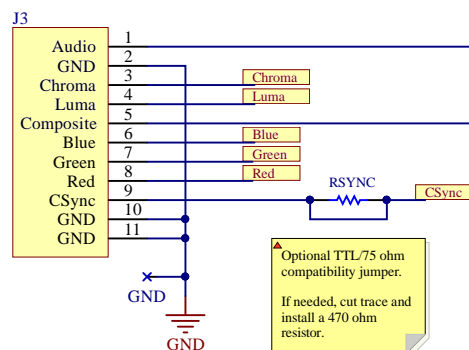 J3
Audio 1
GND 2
Chroma 3 Chroma
Luma 4 Luma
Composite 5
Blue 6 Blue
Green 7 Green
Red 8 Red
CSync 9 RSYNC CSync
GND 10
GND 11
GND
GND
Optional TTL/75 ohm
compatibility jumper.
If needed, cut trace and
install a 470 ohm
resistor.